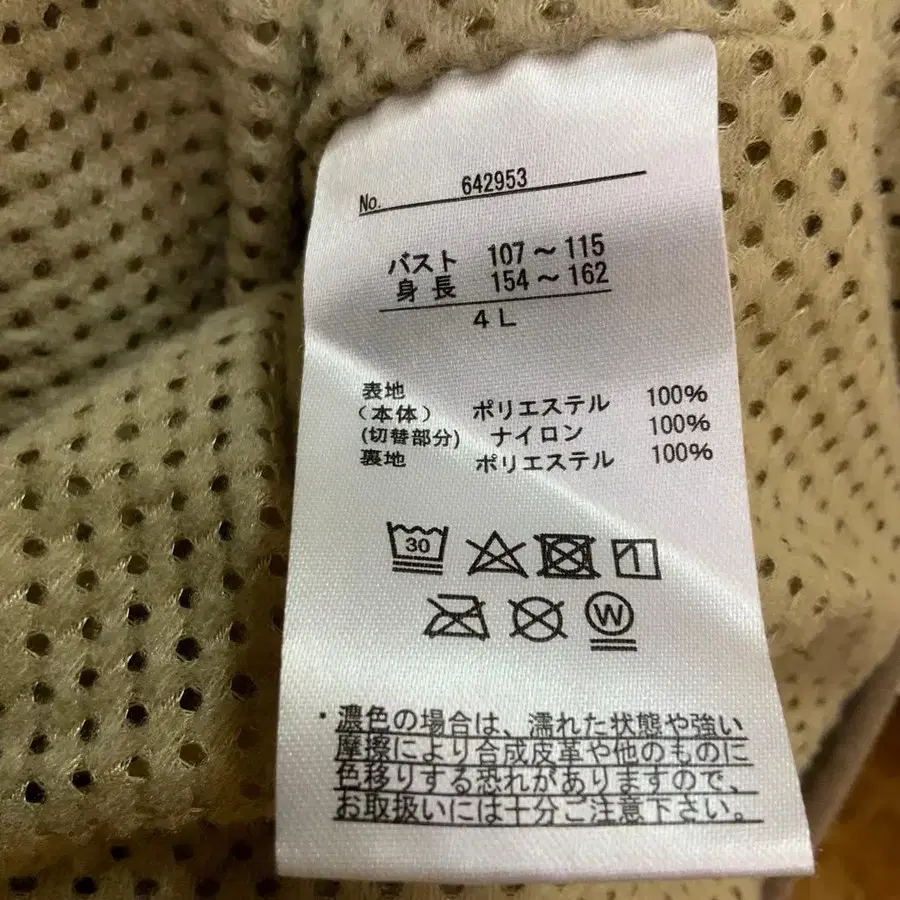 No. 642953
バスト 107～115
身長 154～162
4L
表地
（本体） ポリエステル 100%
(切替部分) ナイロン 100%
裏地 ポリエステル 100%
30
W
・濃色の場合は、濡れた状態や強い
摩擦により合成皮革や他のものに
色移りする恐れがありますので、
お取扱いには十分ご注意下さい。